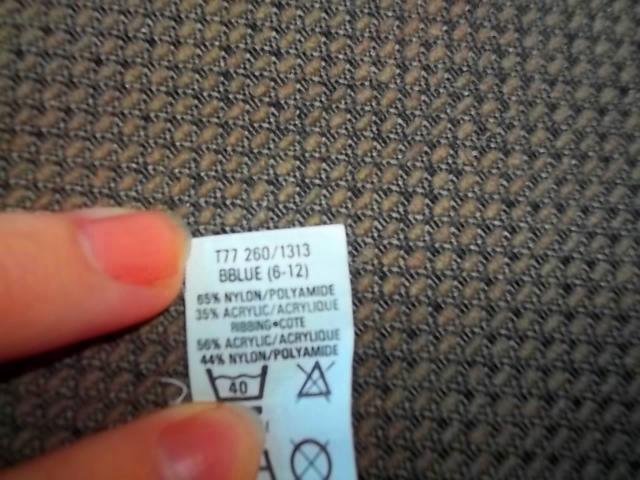 T77 260/1313
BBLUE (6-12)
65% NYLON/POLYAMIDE
35% ACRYLIC/ACRYLIQUE
RIBBING•COTE
56% ACRYLIC/ACRYLIQUE
44% NYLON/POLYAMIDE
40